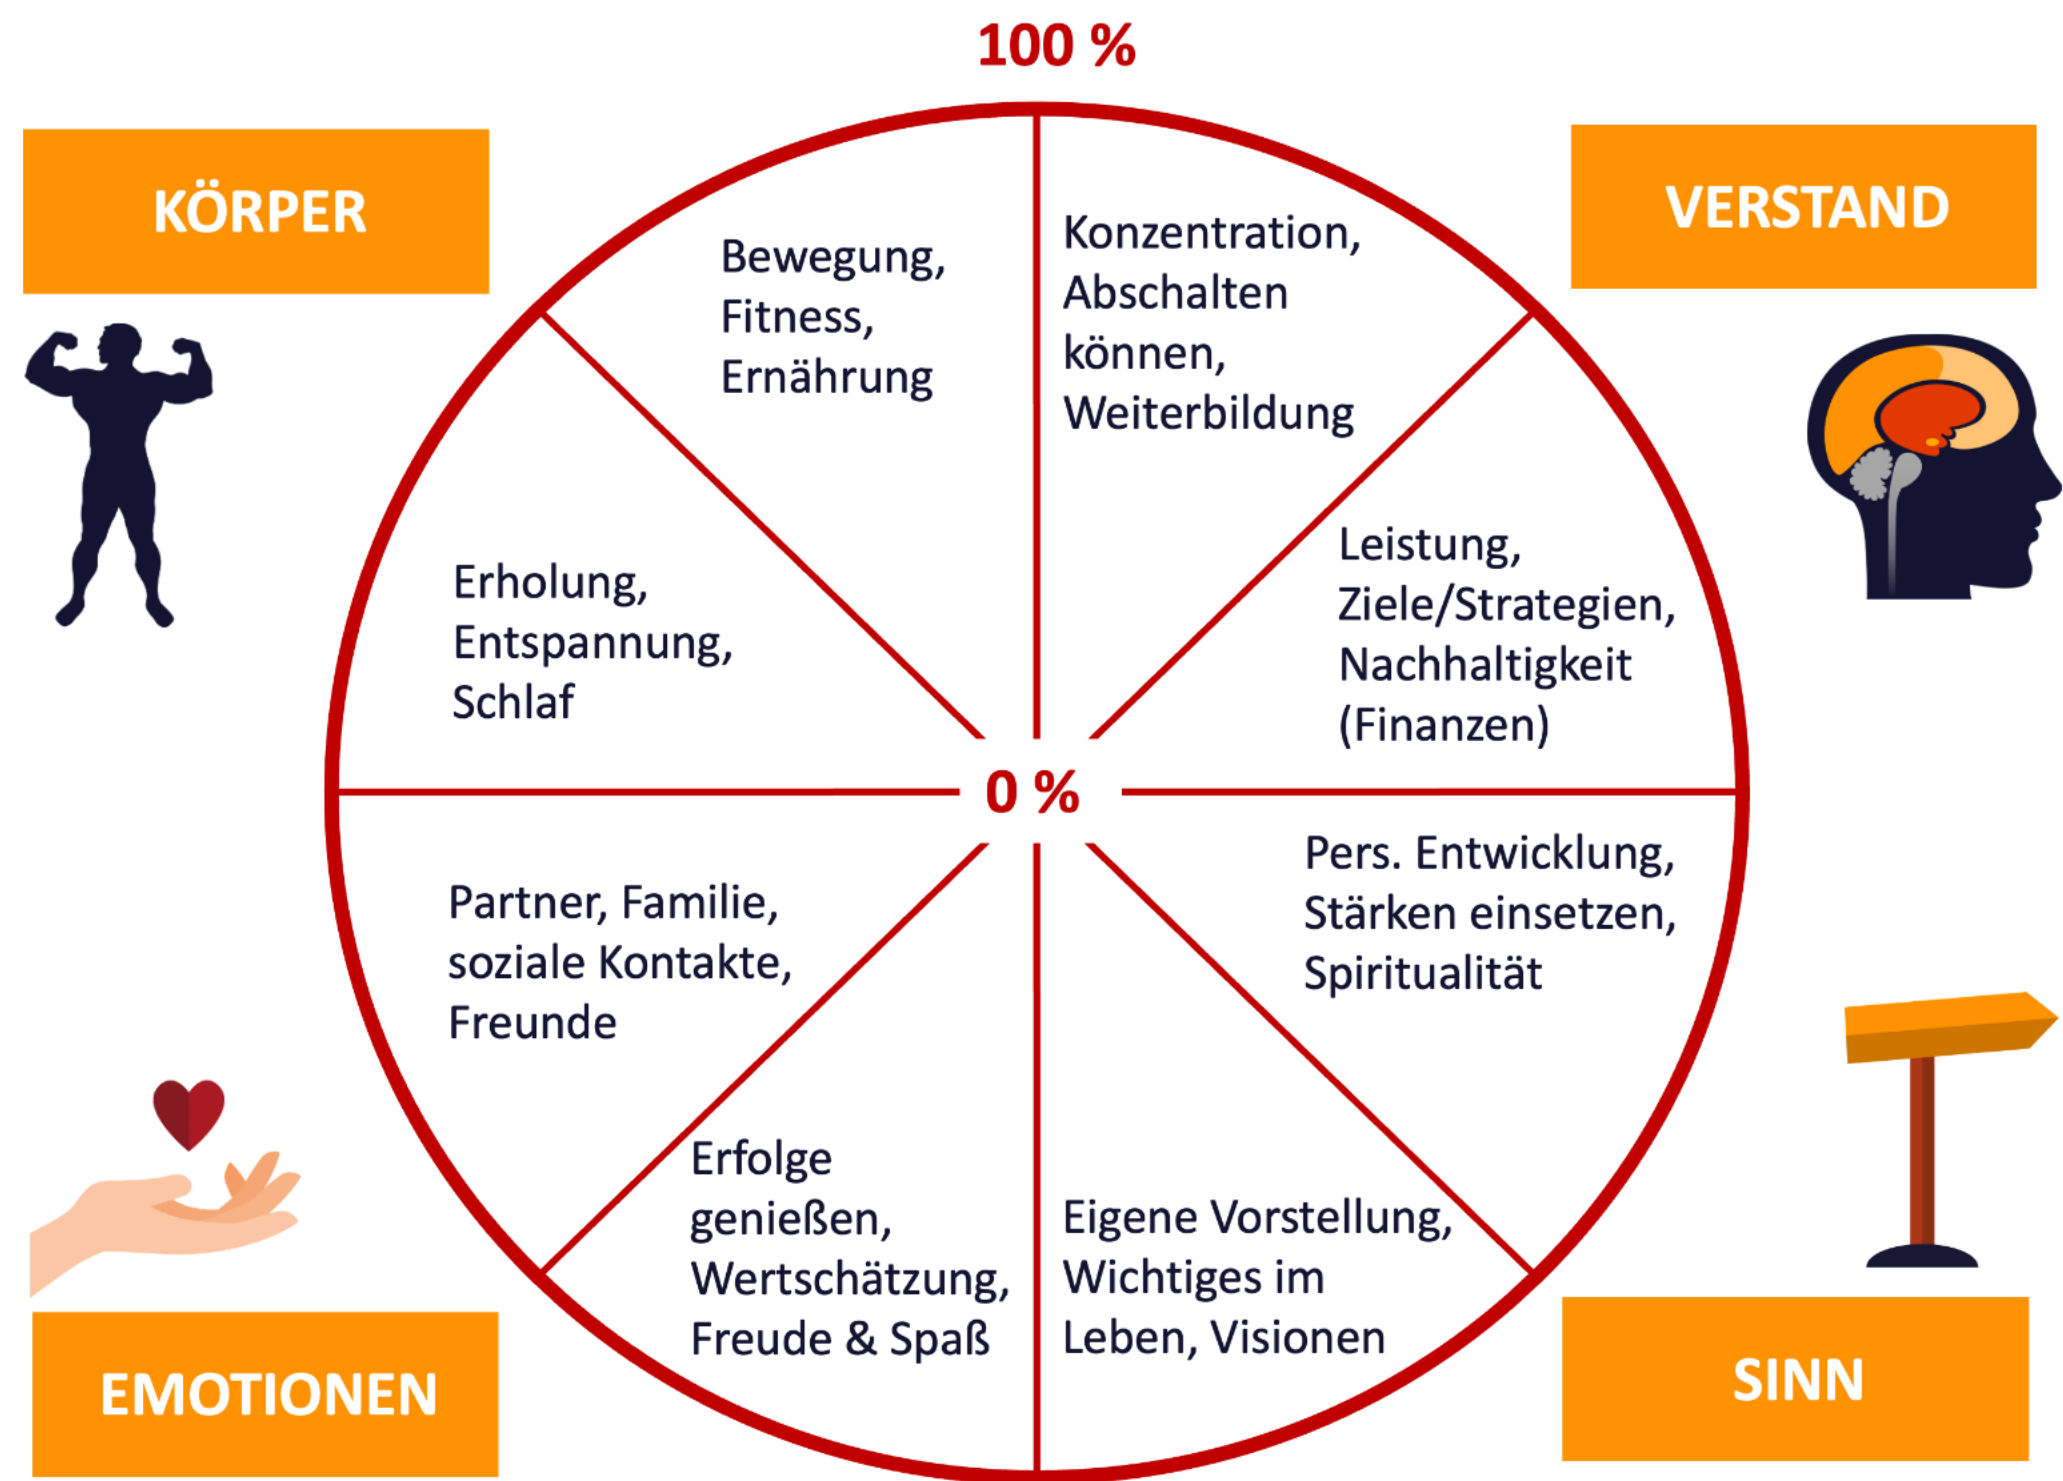 100 %
KÖRPER
VERSTAND
Bewegung,
Fitness,
Ernährung
Konzentration,
Abschalten
können,
Weiterbildung
Erholung,
Entspannung,
Schlaf
Leistung,
Ziele/Strategien,
Nachhaltigkeit
(Finanzen)
0 %
Partner, Familie,
soziale Kontakte,
Freunde
Pers. Entwicklung,
Stärken einsetzen,
Spiritualität
Erfolge
genießen,
Wertschätzung,
Freude & Spaß
Eigene Vorstellung,
Wichtiges im
Leben, Visionen
EMOTIONEN
SINN